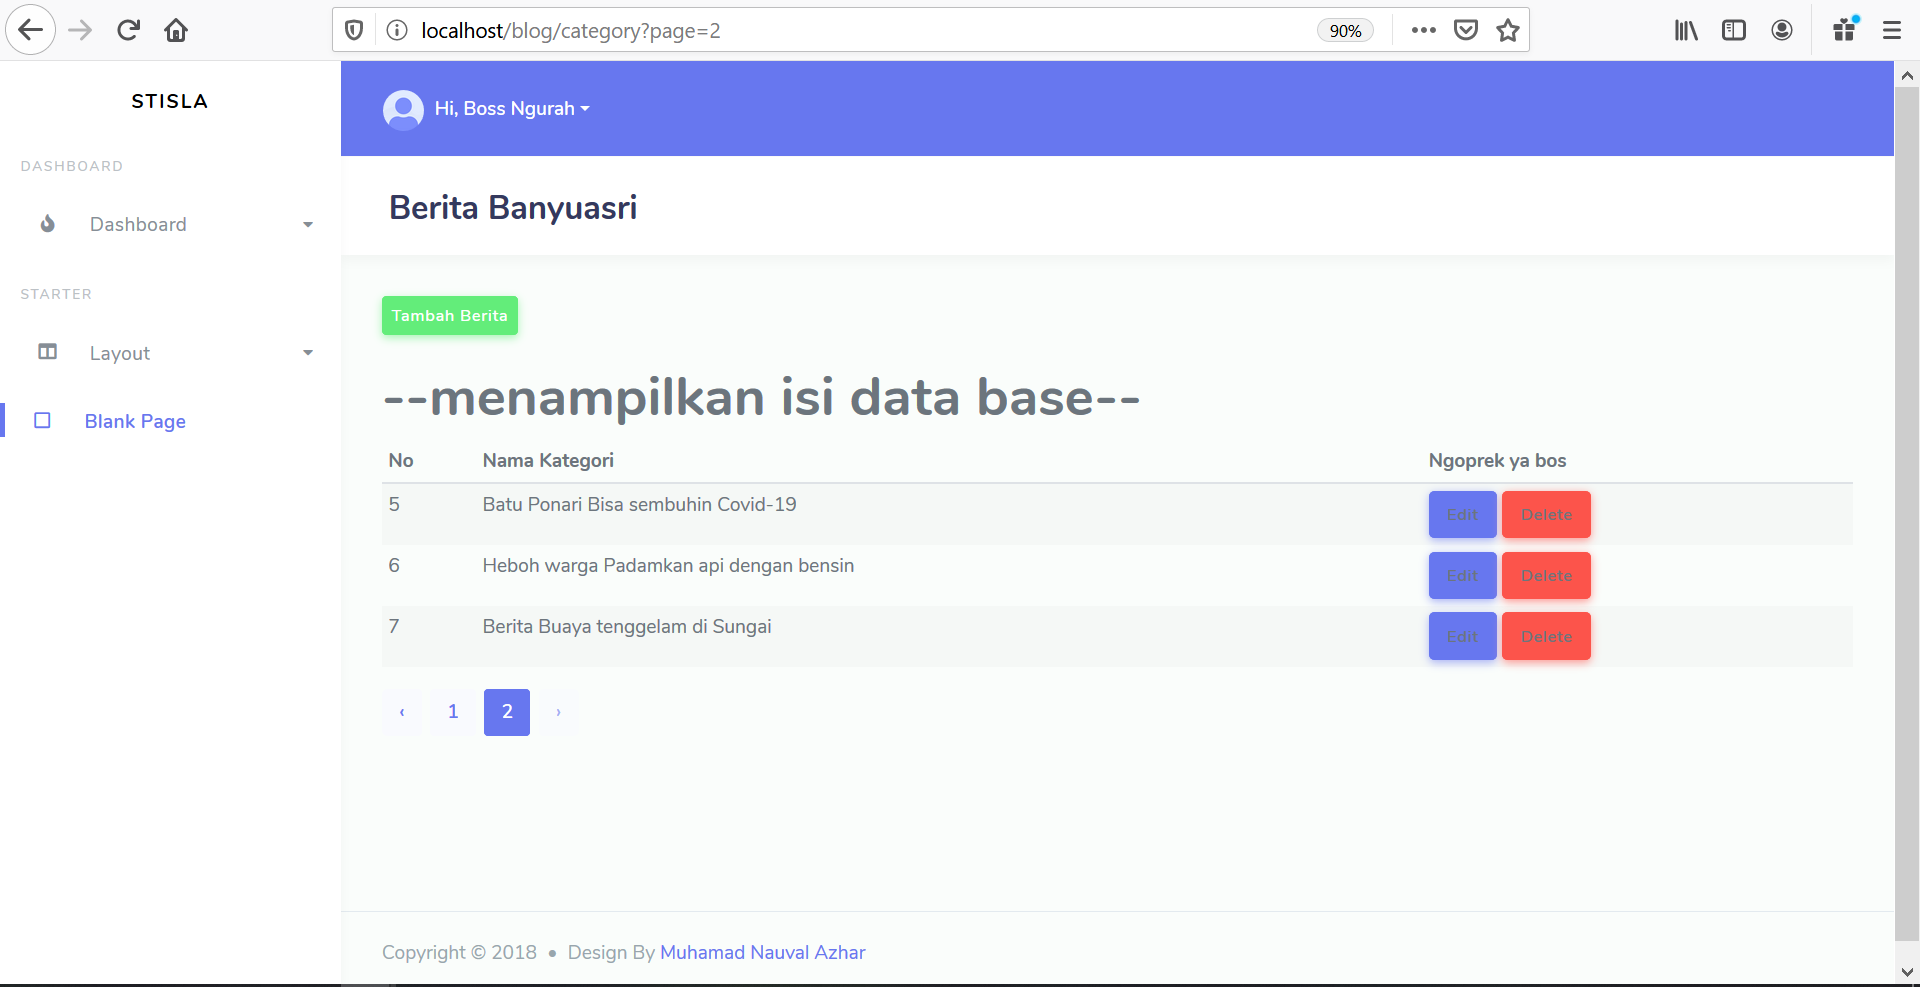 localhost/blog/category?page=2
90%
STISLA
DASHBOARD
Dashboard
STARTER
Layout
Blank Page
Hi, Boss Ngurah
Berita Banyuasri
Tambah Berita
--menampilkan isi data base--
No Nama Kategori Ngoprek ya bos
5 Batu Ponari Bisa sembuhin Covid-19 Edit Delete
6 Heboh warga Padamkan api dengan bensin Edit Delete
7 Berita Buaya tenggelam di Sungai Edit Delete
‹ 1 2 ›
Copyright © 2018 • Design By Muhamad Nauval Azhar